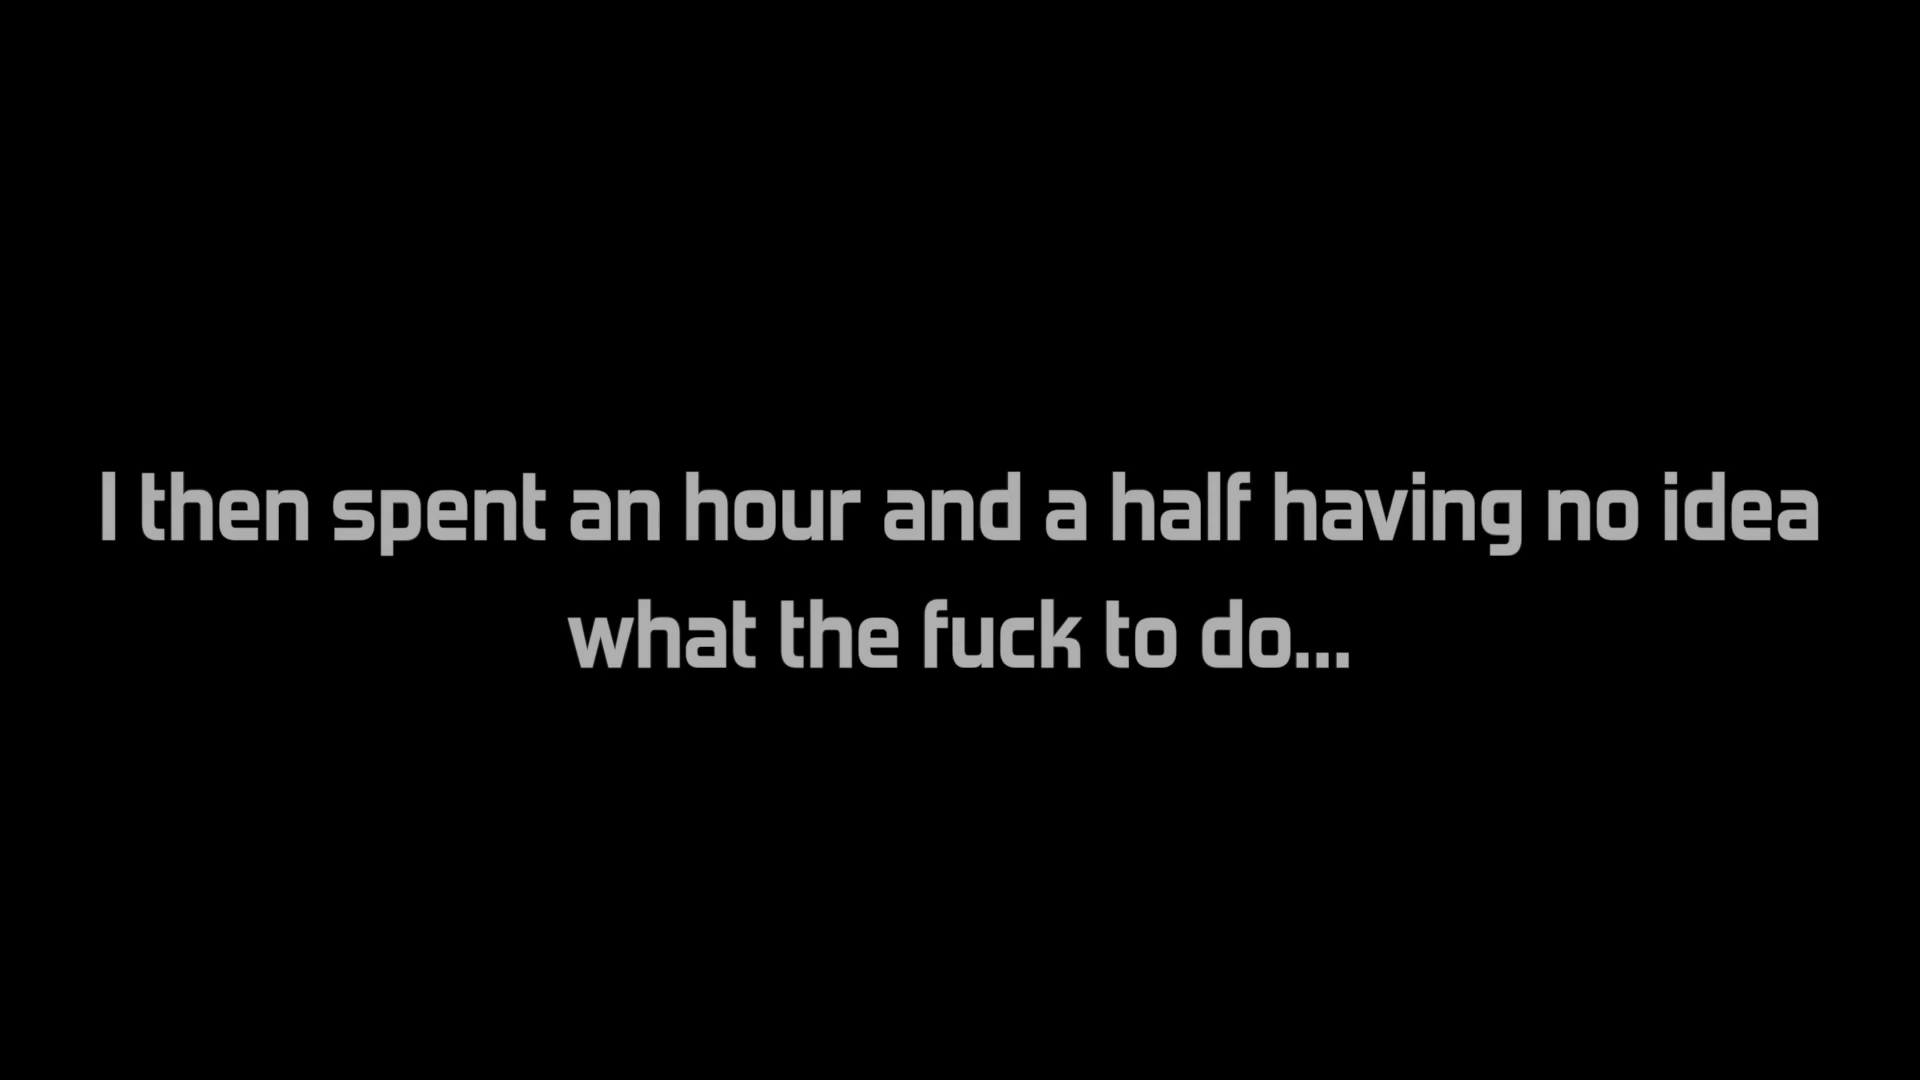 I then spent an hour and a half having no idea
what the fuck to do...